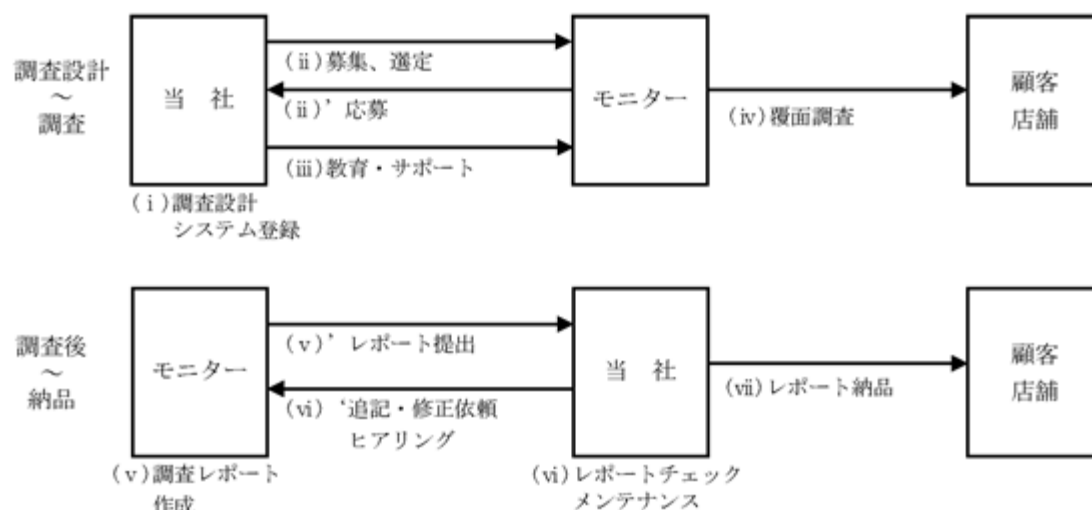 調査設計
～
調査
当 社
(ⅱ)募集、選定
(ⅱ)’ 応募
(ⅲ)教育・サポート
モニター
(ⅳ)覆面調査
顧客
店舗
(ⅰ)調査設計
システム登録
調査後
～
納品
モニター
(ⅴ)’ レポート提出
(ⅵ) ‘追記・修正依頼
ヒアリング
当 社
(ⅶ)レポート納品
顧客
店舗
(ⅴ)調査レポート
作成
(ⅵ)レポートチェック
メンテナンス